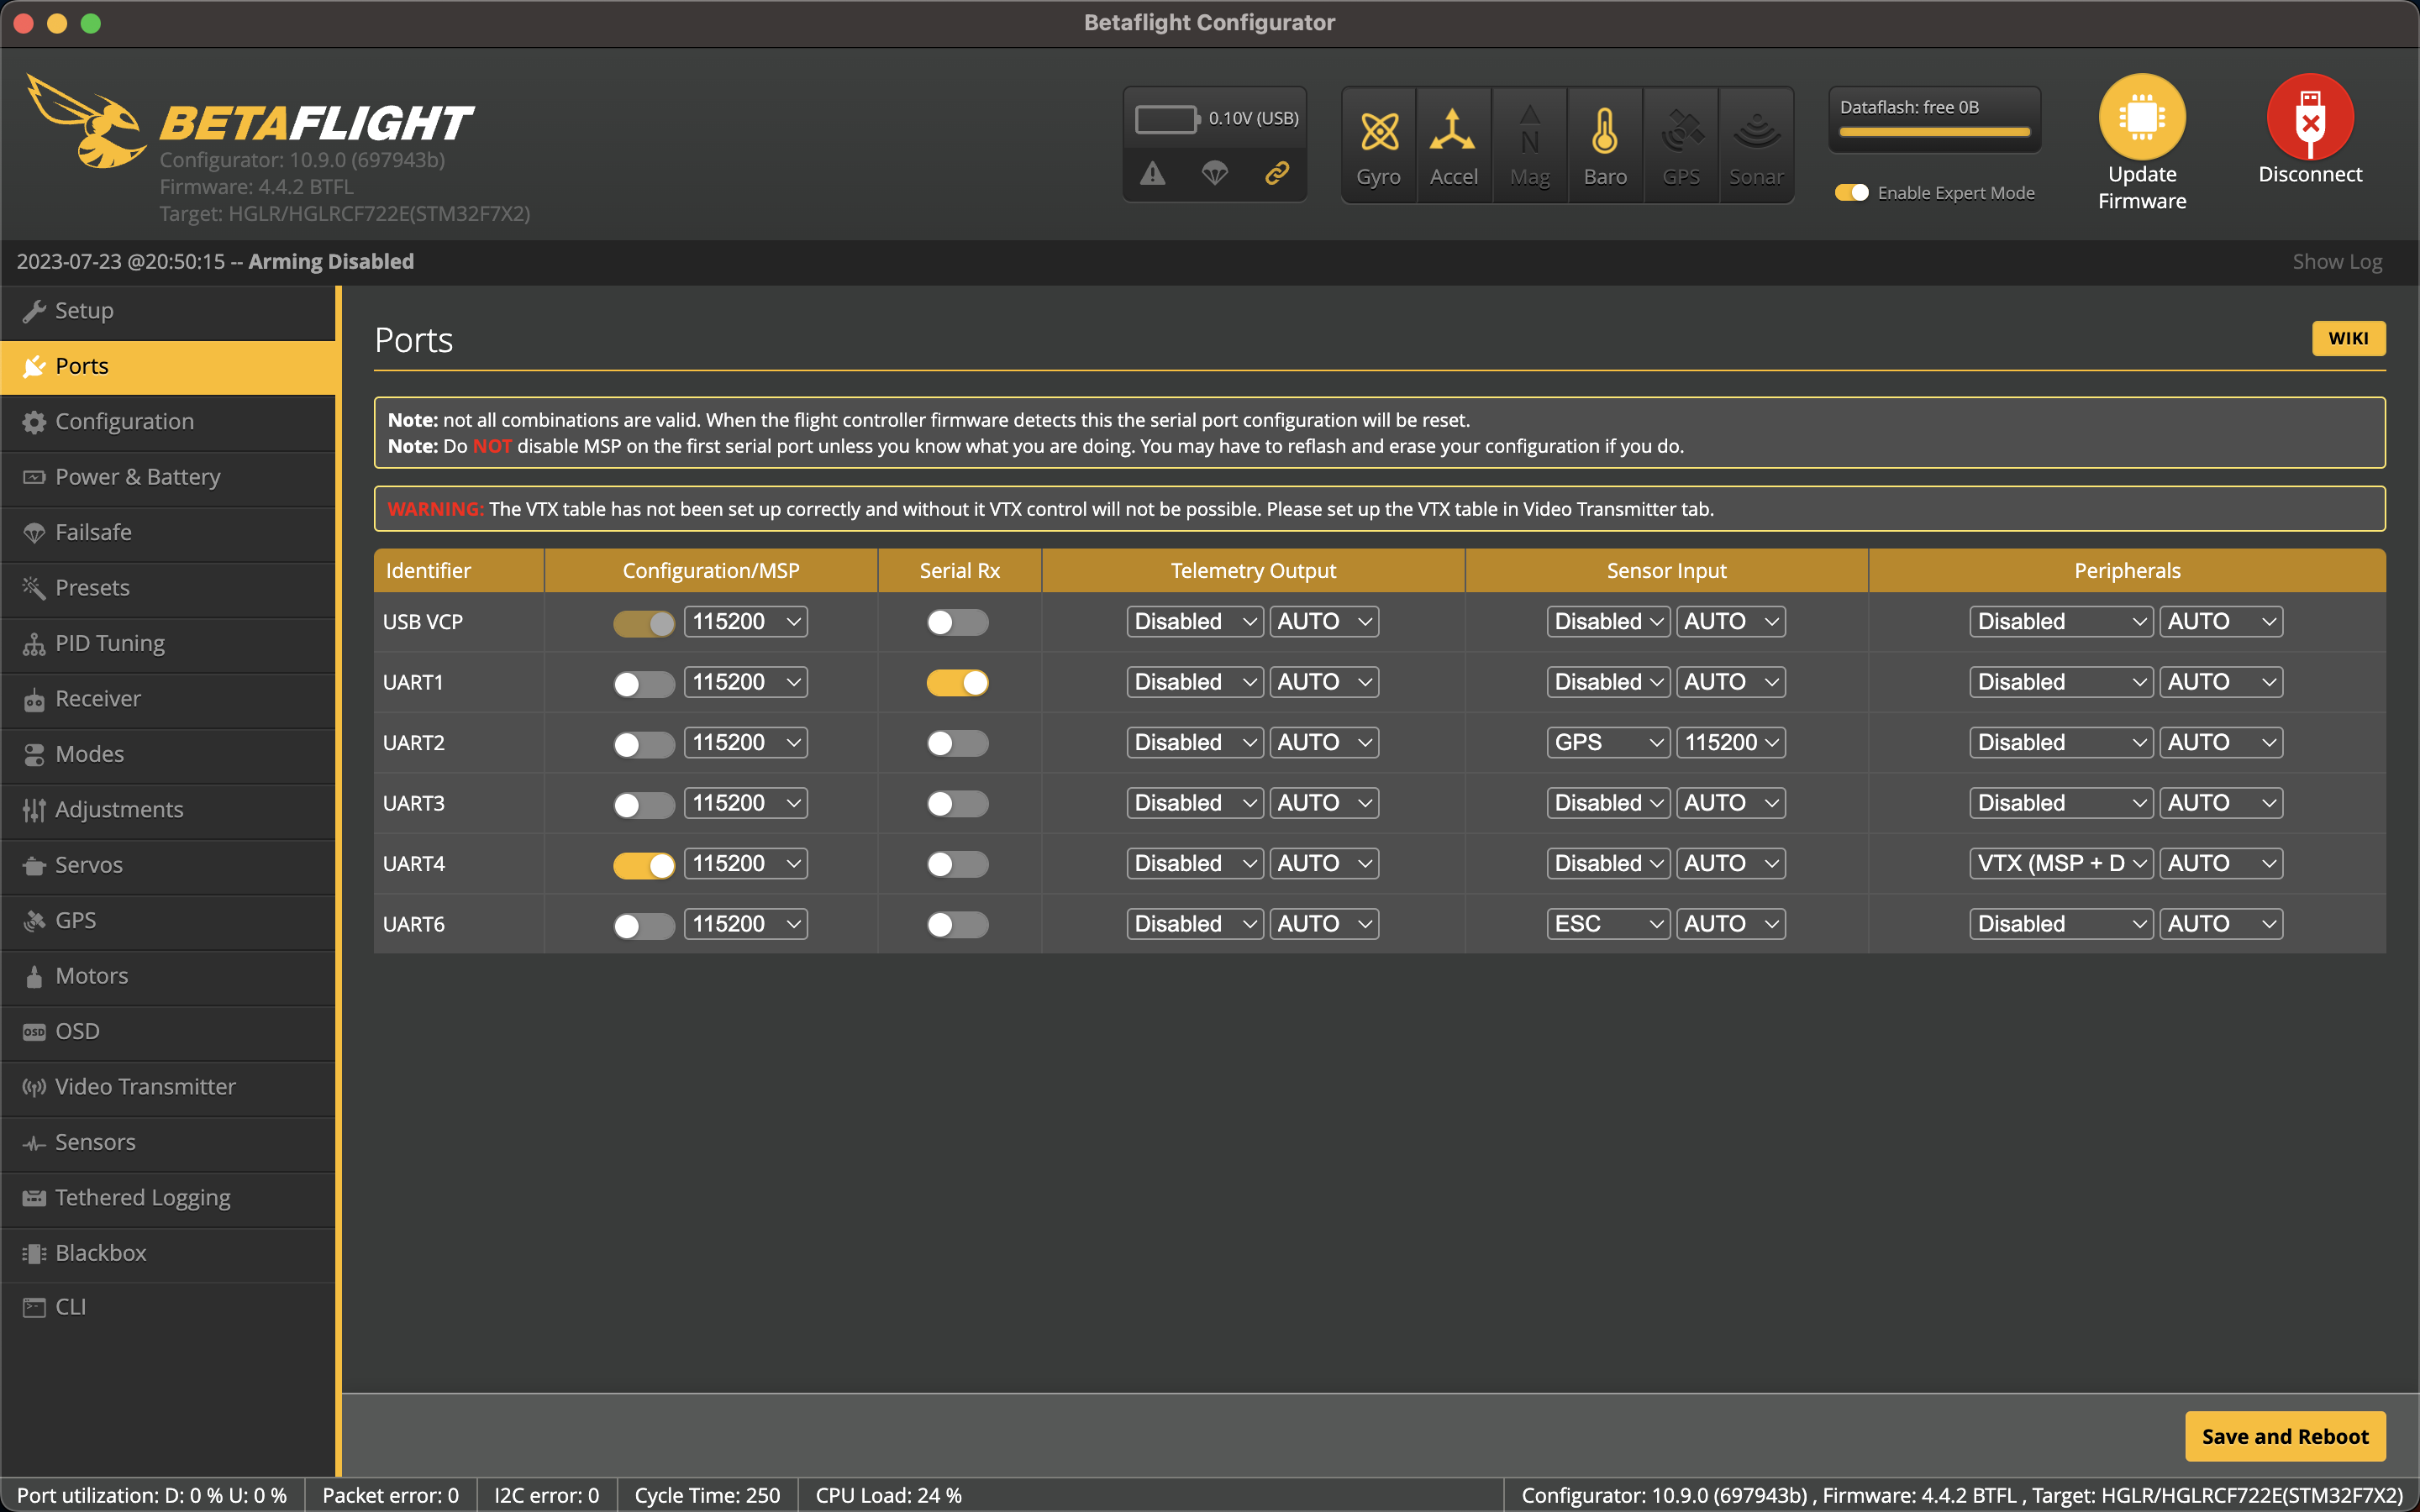 Betaflight Configurator
BETAFLIGHT
Configurator: 10.9.0 (697943b)
Firmware: 4.4.2 BTFL
Target: HGLR/HGLRCF722E(STM32F7X2)
0.10V (USB)
Gyro Accel Mag Baro GPS Sonar
N
Dataflash: free 0B
Enable Expert Mode
Update
Firmware
Disconnect
2023-07-23 @20:50:15 -- Arming Disabled
Show Log
Setup
Ports
Configuration
Power & Battery
Failsafe
Presets
PID Tuning
Receiver
Modes
Adjustments
Servos
GPS
Motors
OSD OSD
Video Transmitter
Sensors
Tethered Logging
Blackbox
CLI
Ports
WIKI
Note: not all combinations are valid. When the flight controller firmware detects this the serial port configuration will be reset.
Note: Do NOT disable MSP on the first serial port unless you know what you are doing. You may have to reflash and erase your configuration if you do.
WARNING: The VTX table has not been set up correctly and without it VTX control will not be possible. Please set up the VTX table in Video Transmitter tab.
Identifier Configuration/MSP Serial Rx Telemetry Output Sensor Input Peripherals
USB VCP 115200 Disabled AUTO Disabled AUTO Disabled AUTO
UART1 115200 Disabled AUTO Disabled AUTO Disabled AUTO
UART2 115200 Disabled AUTO GPS 115200 Disabled AUTO
UART3 115200 Disabled AUTO Disabled AUTO Disabled AUTO
UART4 115200 Disabled AUTO Disabled AUTO VTX (MSP + D AUTO
UART6 115200 Disabled AUTO ESC AUTO Disabled AUTO
Save and Reboot
Port utilization: D: 0 % U: 0 % Packet error: 0 I2C error: 0 Cycle Time: 250 CPU Load: 24 % Configurator: 10.9.0 (697943b) , Firmware: 4.4.2 BTFL , Target: HGLR/HGLRCF722E(STM32F7X2)